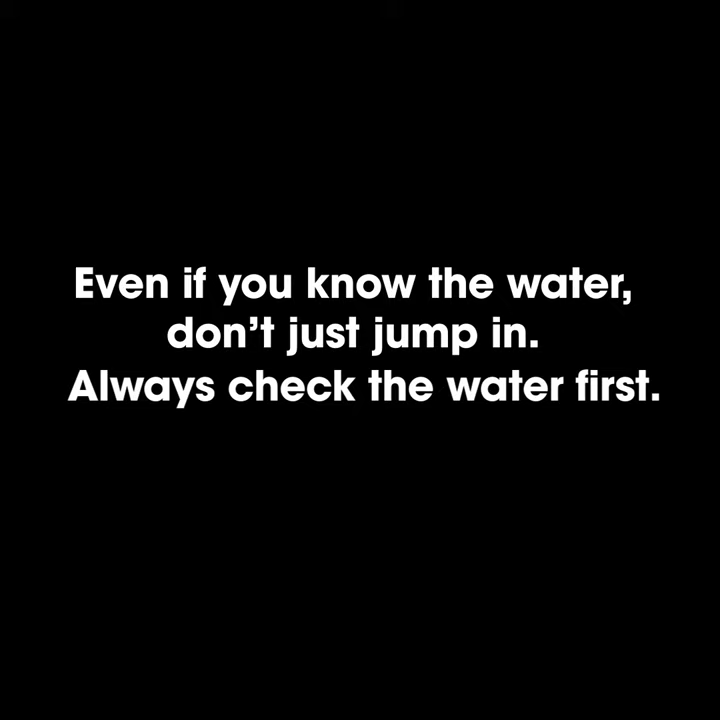 Even if you know the water,
don’t just jump in.
Always check the water first.